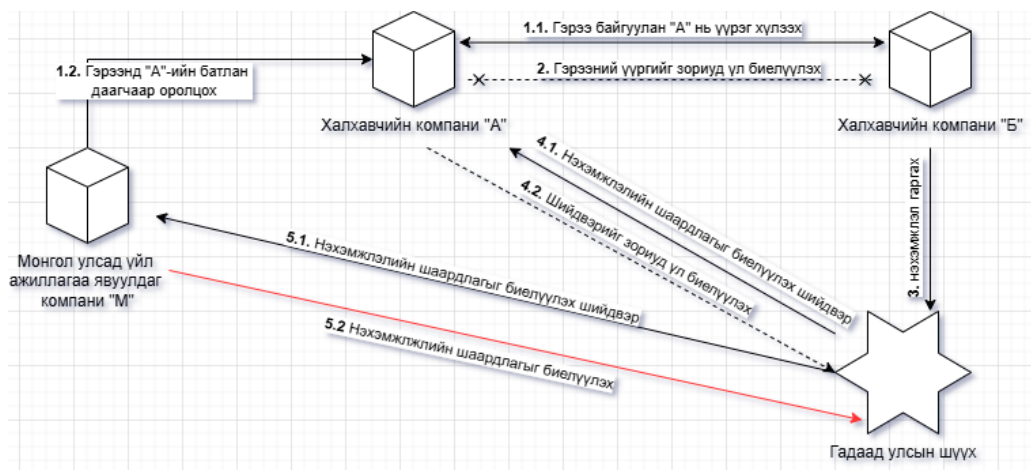 1.1. Гэрээ байгуулан "А" нь үүрэг хүлээх
1.2. Гэрээнд "А"-ийн батлан
даагчаар оролцох
2. Гэрээний үүргийг зориуд үл биелүүлэх
Халхавчийн компани "А"
Халхавчийн компани "Б"
4.1. Нэхэмжлэлийн шаардлагыг биелүүлэх шийдвэр
4.2. Шийдвэрийг зориуд үл биелүүлэх
3. нэхэмжлэл гаргах
5.1. Нэхэмжлэлийн шаардлагыг биелүүлэх шийдвэр
Монгол улсад үйл
ажиллагаа явуулдаг
компани "М"
5.2 Нэхэмжлжлийн шаардлагыг биелүүлэх
Гадаад улсын шүүх